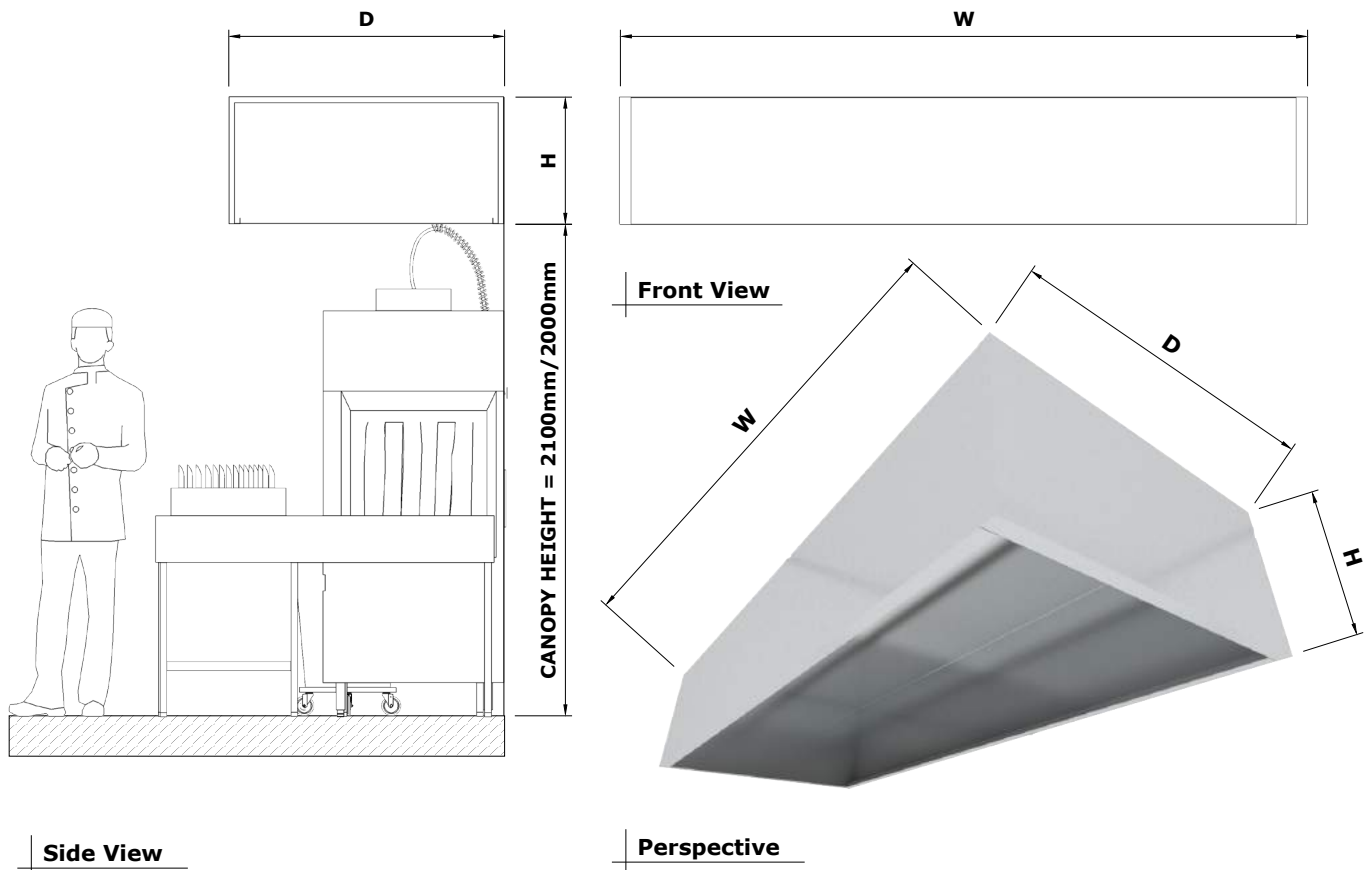 D
W
H
CANOPY HEIGHT = 2100mm/2000mm
Front View
W
D
H
Side View
Perspective